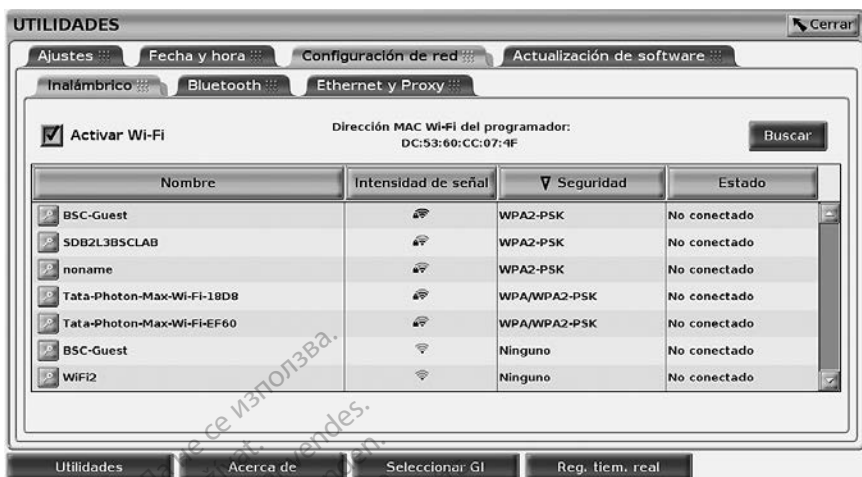 UTILIDADES
Cerrar
Ajustes Fecha y hora Configuración de red Actualización de software
Inalámbrico Bluetooth Ethernet y Proxy
Activar Wi-Fi
Dirección MAC Wi-Fi del programador:
DC:53:60:CC:07:4F
Buscar
Nombre Intensidad de señal Seguridad Estado
BSC-Guest WPA2-PSK No conectado
SDB2L3BSCLAB WPA2-PSK No conectado
noname WPA2-PSK No conectado
Tata-Photon-Max-Wi-Fi-18D8 WPA/WPA2-PSK No conectado
Tata-Photon-Max-Wi-Fi-EF60 WPA/WPA2-PSK No conectado
BSC-Guest Ninguno No conectado
WiFi2 Ninguno No conectado
не се използва.
Utilidades Acerca de Seleccionar GI Reg. tiem. real